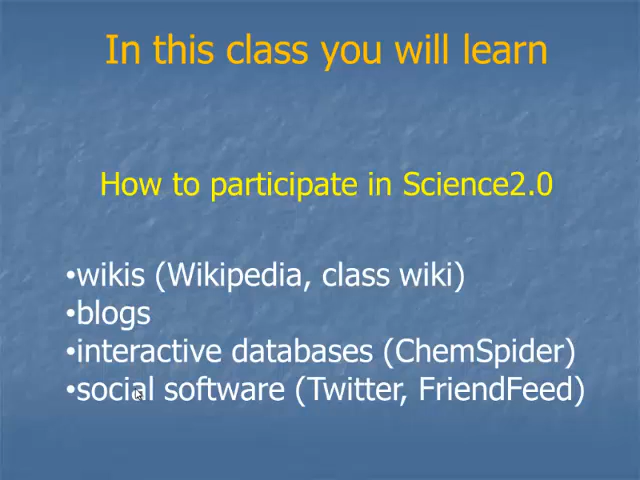 In this class you will learn
How to participate in Science2.0
•wikis (Wikipedia, class wiki)
•blogs
•interactive databases (ChemSpider)
•social software (Twitter, FriendFeed)